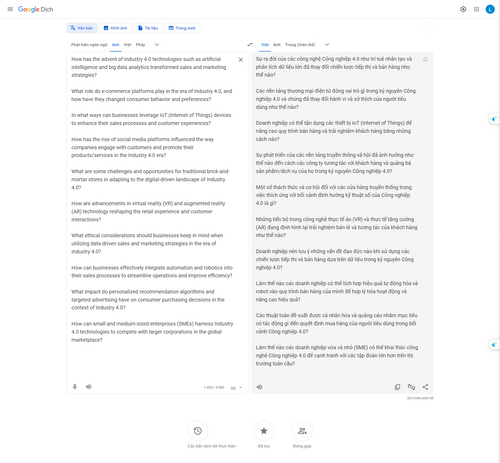 Google Dịch
L
Văn bản
Hình ảnh
Tài liệu
Trang web
Phát hiện ngôn ngữ
Anh
Việt
Pháp
Việt
Anh
Trung (Giản thể)
How has the advent of Industry 4.0 technologies such as artificial
intelligence and big data analytics transformed sales and marketing
strategies?
What role do e-commerce platforms play in the era of industry 4.0, and
how have they changed consumer behavior and preferences?
In what ways can businesses leverage IoT (Internet of Things) devices
to enhance their sales processes and customer experiences?
How has the rise of social media platforms influenced the way
companies engage with customers and promote their
products/services in the Industry 4.0 era?
What are some challenges and opportunities for traditional brick-and-
mortar stores in adapting to the digital-driven landscape of Industry
4.0?
How are advancements in virtual reality (VR) and augmented reality
(AR) technology reshaping the retail experience and customer
interactions?
What ethical considerations should businesses keep in mind when
utilizing data-driven sales and marketing strategies in the era of
Industry 4.0?
How can businesses effectively integrate automation and robotics into
their sales processes to streamline operations and improve efficiency?
What impact do personalized recommendation algorithms and
targeted advertising have on consumer purchasing decisions in the
context of Industry 4.0?
How can small and medium-sized enterprises (SMEs) harness Industry
4.0 technologies to compete with larger corporations in the global
marketplace?
Sự ra đời của các công nghệ Công nghiệp 4.0 như trí tuệ nhân tạo và
phân tích dữ liệu lớn đã thay đổi chiến lược tiếp thị và bán hàng như
thế nào?
Các nền tảng thương mại điện tử đóng vai trò gì trong kỷ nguyên Công
nghiệp 4.0 và chúng đã thay đổi hành vi và sở thích của người tiêu
dùng như thế nào?
Doanh nghiệp có thể tận dụng các thiết bị IoT (Internet of Things) để
nâng cao quy trình bán hàng và trải nghiệm khách hàng bằng những
cách nào?
Sự phát triển của các nền tảng truyền thông xã hội đã ảnh hưởng như
thế nào đến cách các công ty tương tác với khách hàng và quảng bá
sản phẩm/dịch vụ của họ trong kỷ nguyên Công nghiệp 4.0?
Một số thách thức và cơ hội đối với các cửa hàng truyền thống trong
việc thích ứng với bối cảnh định hướng kỹ thuật số của Công nghiệp
4.0 là gì?
Những tiến bộ trong công nghệ thực tế ảo (VR) và thực tế tăng cường
(AR) đang định hình lại trải nghiệm bán lẻ và tương tác của khách hàng
như thế nào?
Doanh nghiệp nên lưu ý những vấn đề đạo đức nào khi sử dụng các
chiến lược tiếp thị và bán hàng dựa trên dữ liệu trong kỷ nguyên Công
nghiệp 4.0?
Làm thế nào các doanh nghiệp có thể tích hợp hiệu quả tự động hóa và
robot vào quy trình bán hàng của mình để hợp lý hóa hoạt động và
nâng cao hiệu quả?
Các thuật toán đề xuất được cá nhân hóa và quảng cáo nhắm mục tiêu
có tác động gì đến quyết định mua hàng của người tiêu dùng trong bối
cảnh Công nghiệp 4.0?
Làm thế nào các doanh nghiệp vừa và nhỏ (SME) có thể khai thác công
nghệ Công nghiệp 4.0 để cạnh tranh với các tập đoàn lớn hơn trên thị
trường toàn cầu?
Các bản dịch đã thực hiện
Đã lưu
Đóng góp